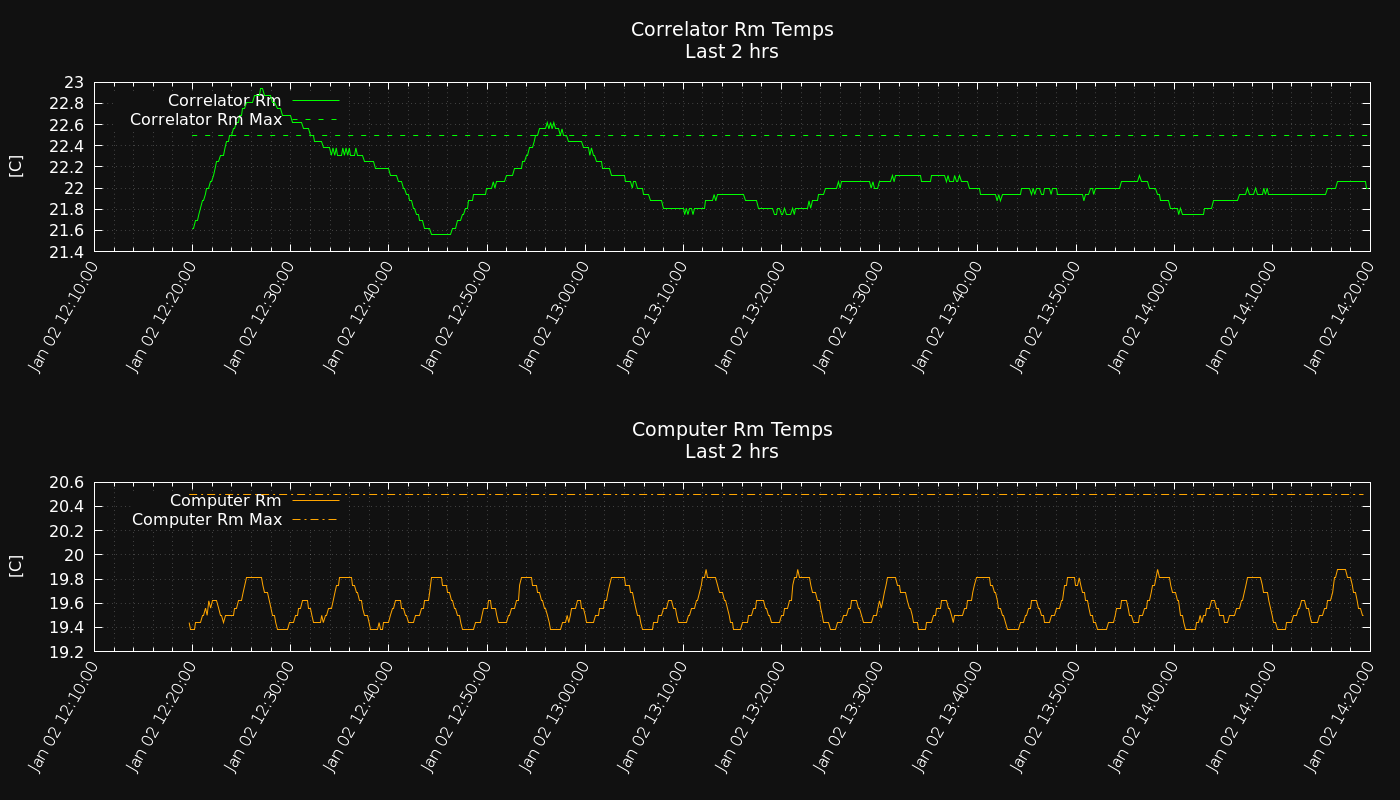 Correlator Rm Temps
Last 2 hrs
23
22.8
22.6
22.4
22.2
22
21.8
21.6
21.4
[C]
Correlator Rm
Correlator Rm Max
Jan 02 12:10:00
Jan 02 12:20:00
Jan 02 12:30:00
Jan 02 12:40:00
Jan 02 12:50:00
Jan 02 13:00:00
Jan 02 13:10:00
Jan 02 13:20:00
Jan 02 13:30:00
Jan 02 13:40:00
Jan 02 13:50:00
Jan 02 14:00:00
Jan 02 14:10:00
Jan 02 14:20:00
Computer Rm Temps
Last 2 hrs
20.6
20.4
20.2
20
19.8
19.6
19.4
19.2
[C]
Computer Rm
Computer Rm Max
Jan 02 12:10:00
Jan 02 12:20:00
Jan 02 12:30:00
Jan 02 12:40:00
Jan 02 12:50:00
Jan 02 13:00:00
Jan 02 13:10:00
Jan 02 13:20:00
Jan 02 13:30:00
Jan 02 13:40:00
Jan 02 13:50:00
Jan 02 14:00:00
Jan 02 14:10:00
Jan 02 14:20:00